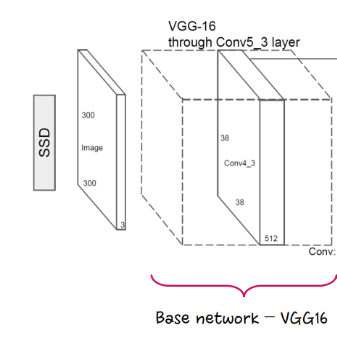 VGG-16
through Conv5_3 layer
SSD
300
Image
300
3
38
Conv4_3
38
512
Conv:
Base network - VGG16